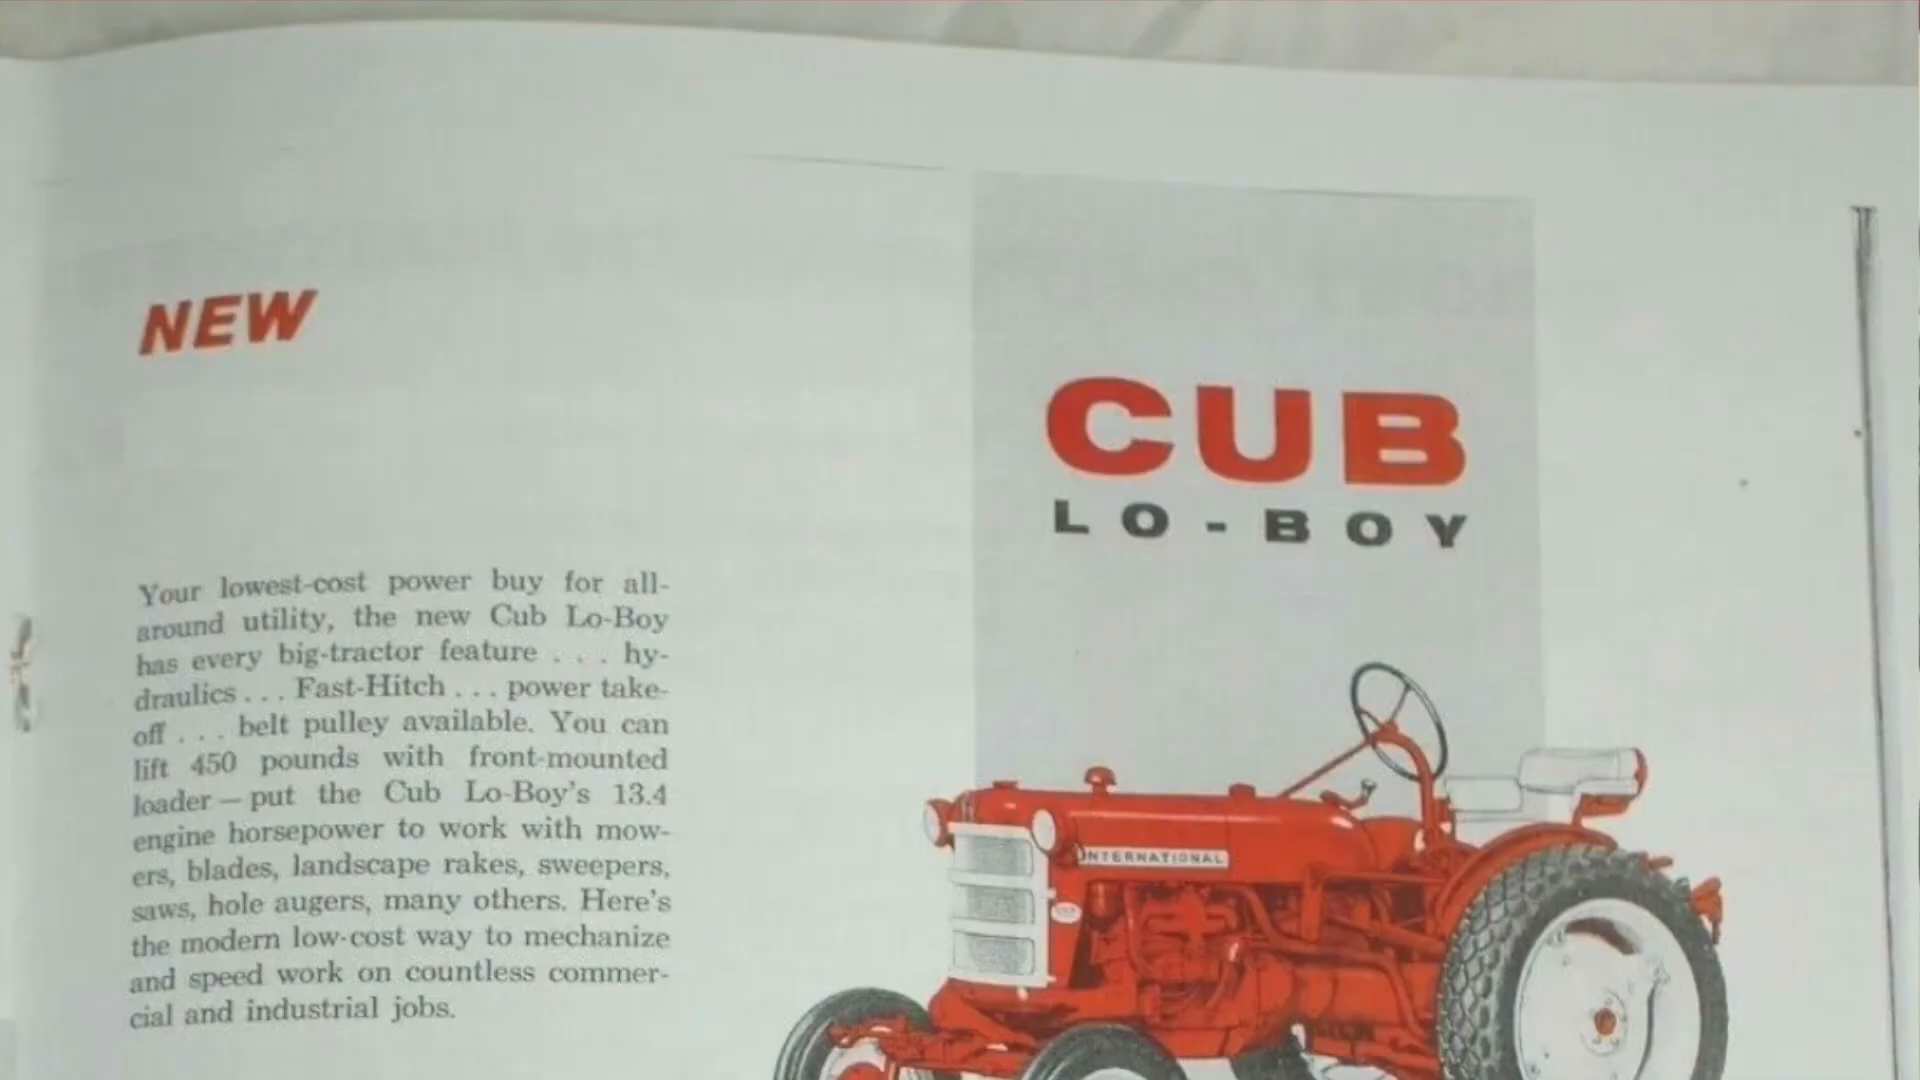 NEW
Your lowest-cost power buy for all-
around utility, the new Cub Lo-Boy
has every big-tractor feature . . . hy-
draulics . . . Fast-Hitch . . . power take-
off . . . belt pulley available. You can
lift 450 pounds with front-mounted
loader — put the Cub Lo-Boy's 13.4
engine horsepower to work with mow-
ers, blades, landscape rakes, sweepers,
saws, hole augers, many others. Here's
the modern low-cost way to mechanize
and speed work on countless commer-
cial and industrial jobs.
CUB
LO-BOY
INTERNATIONAL